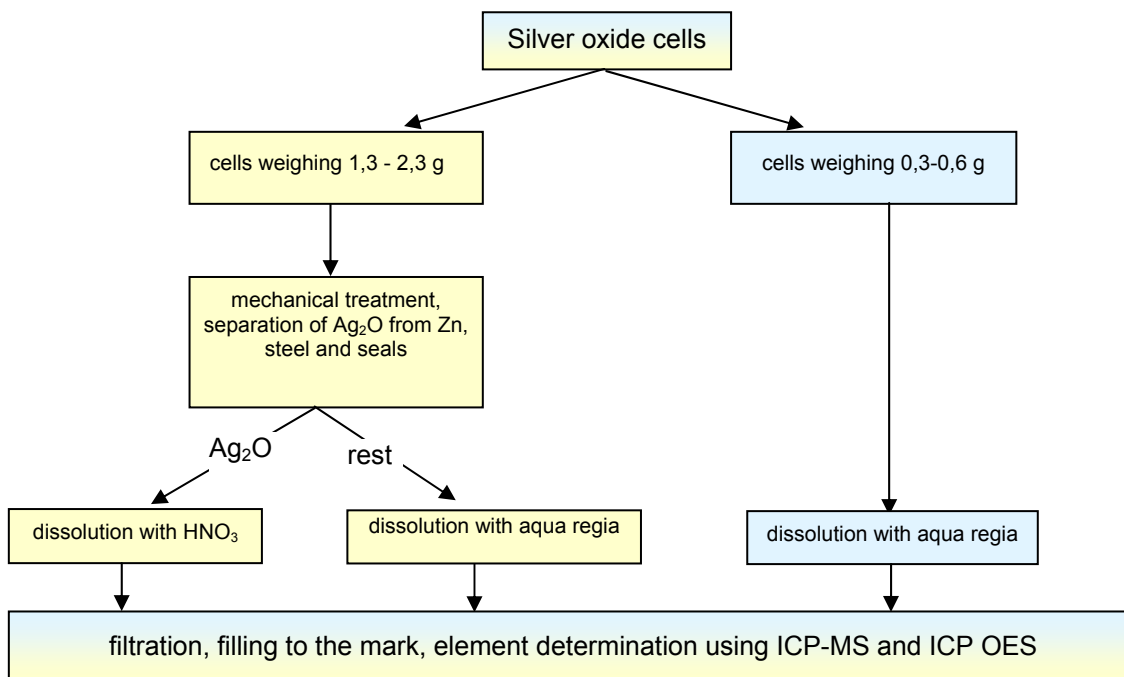 Silver oxide cells
cells weighing 1,3 - 2,3 g
cells weighing 0,3-0,6 g
mechanical treatment,
separation of Ag₂O from Zn,
steel and seals
Ag₂O
rest
dissolution with HNO₃
dissolution with aqua regia
dissolution with aqua regia
filtration, filling to the mark, element determination using ICP-MS and ICP OES